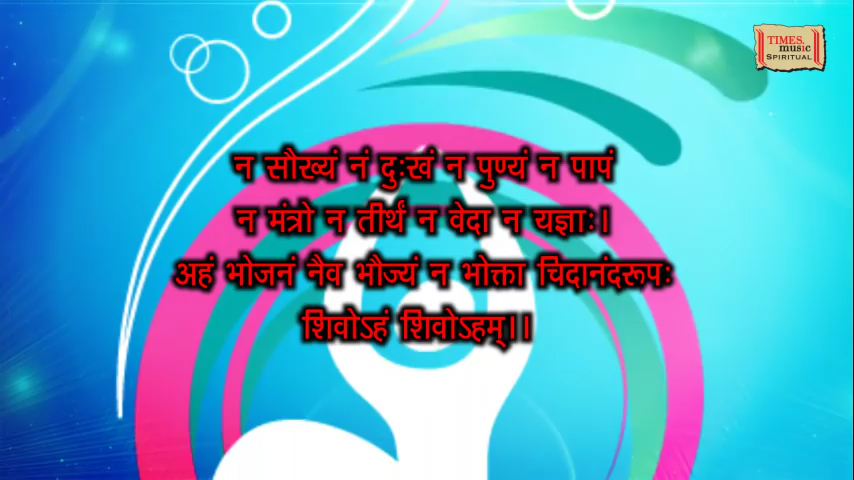 TIMES.
music
SPIRITUAL
न सौख्यं नं दुःखं न पुण्यं न पापं
न मंत्रो न तीर्थं न वेदा न यज्ञाः।
अहं भोजनं नैव भौज्यं न भोक्ता चिदानंदरूपः
शिवोऽहं शिवोऽहम्।।